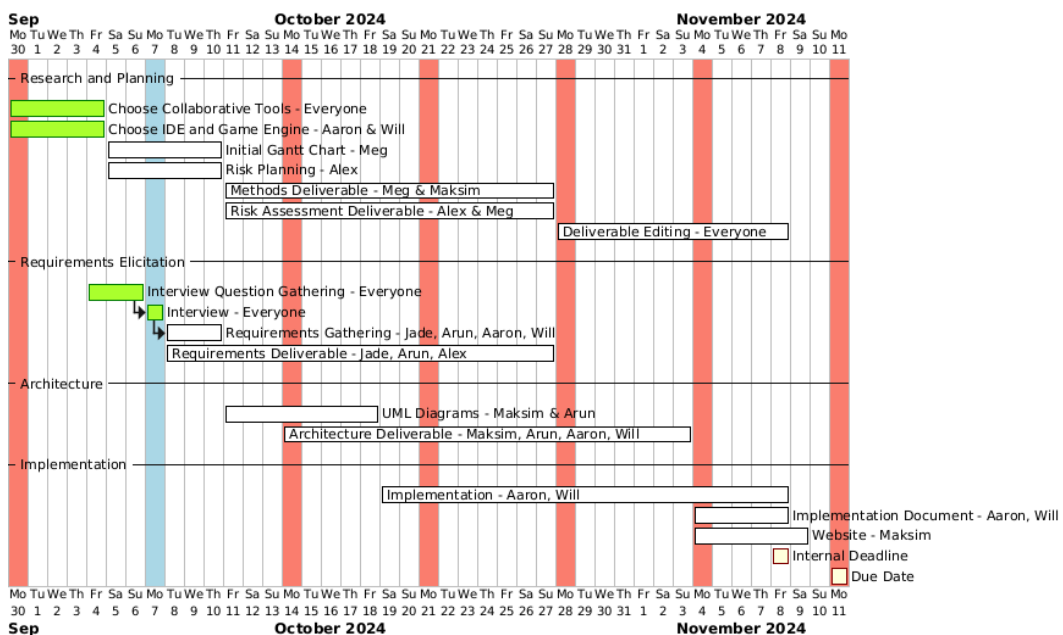 Sep October 2024 November 2024
Mo Tu We Th Fr Sa Su Mo Tu We Th Fr Sa Su Mo Tu We Th Fr Sa Su Mo Tu We Th Fr Sa Su Mo Tu We Th Fr Sa Su Mo Tu We Th Fr Sa Su Mo
30 1 2 3 4 5 6 7 8 9 10 11 12 13 14 15 16 17 18 19 20 21 22 23 24 25 26 27 28 29 30 31 1 2 3 4 5 6 7 8 9 10 11
Research and Planning
Choose Collaborative Tools - Everyone
Choose IDE and Game Engine - Aaron & Will
Initial Gantt Chart - Meg
Risk Planning - Alex
Methods Deliverable - Meg & Maksim
Risk Assessment Deliverable - Alex & Meg
Deliverable Editing - Everyone
Requirements Elicitation
Interview Question Gathering - Everyone
Interview - Everyone
Requirements Gathering - Jade, Arun, Aaron, Will
Requirements Deliverable - Jade, Arun, Alex
Architecture
UML Diagrams - Maksim & Arun
Architecture Deliverable - Maksim, Arun, Aaron, Will
Implementation
Implementation - Aaron, Will
Implementation Document - Aaron, Will
Website - Maksim
Internal Deadline
Due Date
Mo Tu We Th Fr Sa Su Mo Tu We Th Fr Sa Su Mo Tu We Th Fr Sa Su Mo Tu We Th Fr Sa Su Mo Tu We Th Fr Sa Su Mo Tu We Th Fr Sa Su Mo
30 1 2 3 4 5 6 7 8 9 10 11 12 13 14 15 16 17 18 19 20 21 22 23 24 25 26 27 28 29 30 31 1 2 3 4 5 6 7 8 9 10 11
Sep October 2024 November 2024